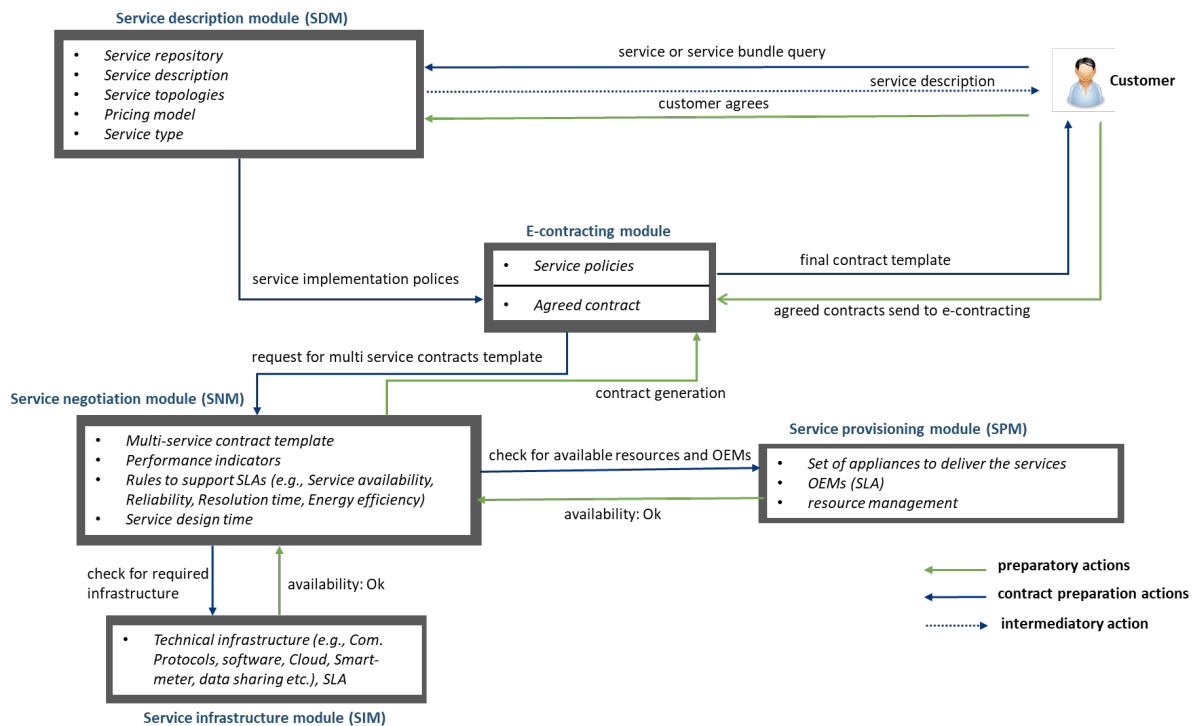 Service description module (SDM)
• Service repository
• Service description
• Service topologies
• Pricing model
• Service type
service or service bundle query
service description
customer agrees
Customer
E-contracting module
• Service policies
• Agreed contract
service implementation polices
final contract template
agreed contracts send to e-contracting
request for multi service contracts template
contract generation
Service negotiation module (SNM)
• Multi-service contract template
• Performance indicators
• Rules to support SLAs (e.g., Service availability,
Reliability, Resolution time, Energy efficiency)
• Service design time
check for available resources and OEMs
availability: Ok
Service provisioning module (SPM)
• Set of appliances to deliver the services
• OEMs (SLA)
• resource management
check for required
infrastructure
availability: Ok
• Technical infrastructure (e.g., Com.
Protocols, software, Cloud, Smart-
meter, data sharing etc.), SLA
Service infrastructure module (SIM)
preparatory actions
contract preparation actions
intermediatory action